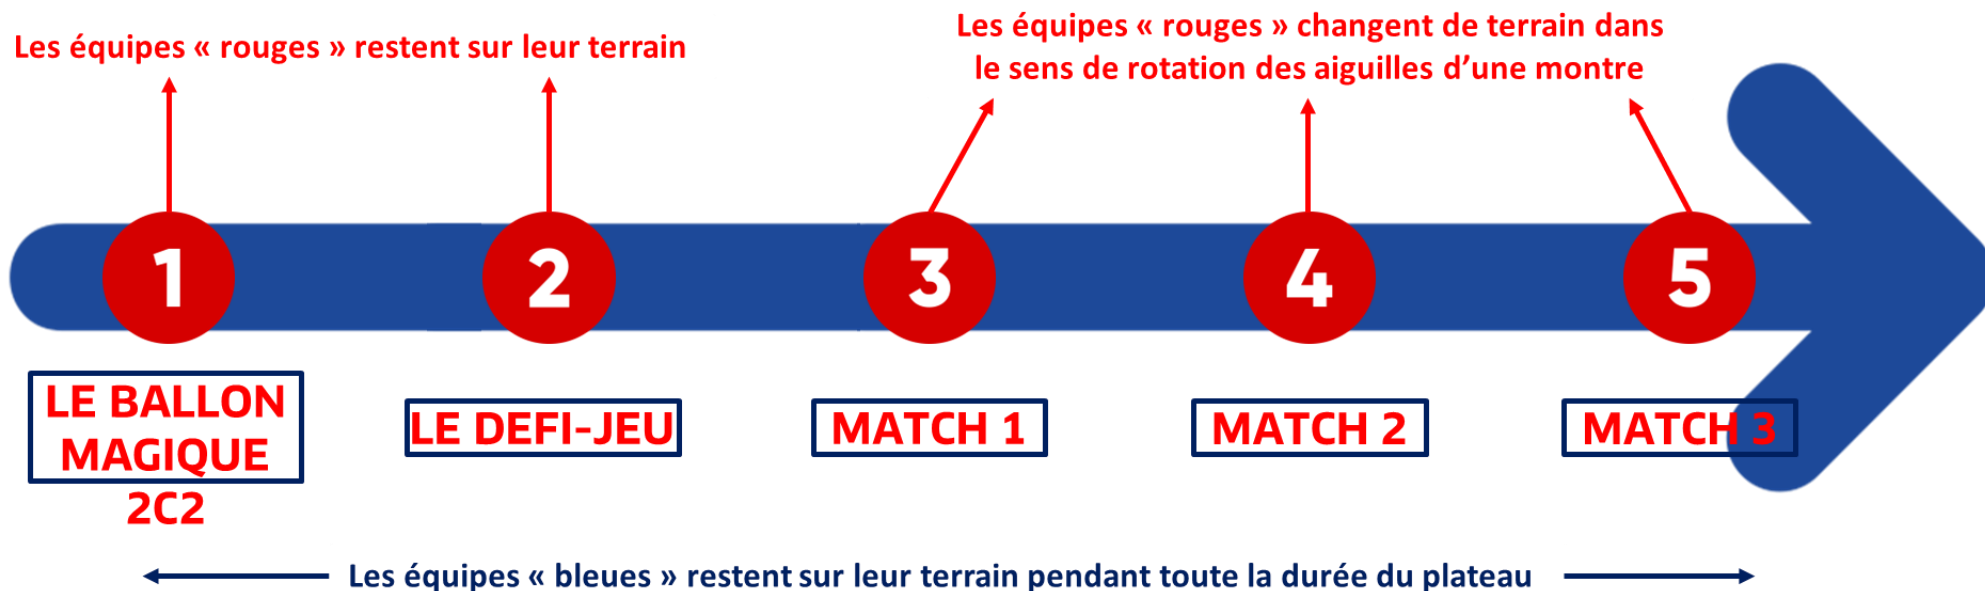 Les équipes « rouges » restent sur leur terrain
Les équipes « rouges » changent de terrain dans
le sens de rotation des aiguilles d’une montre
1
2
3
4
5
LE BALLON
MAGIQUE
2C2
LE DEFI-JEU
MATCH 1
MATCH 2
MATCH 3
Les équipes « bleues » restent sur leur terrain pendant toute la durée du plateau